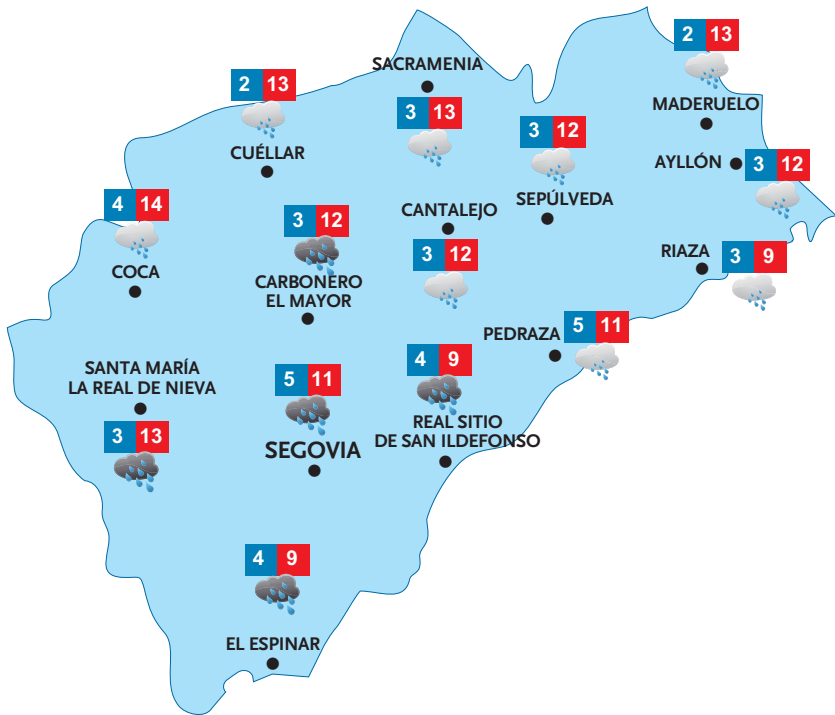 2 13
MADERUELO
SACRAMENIA
3 13
2 13
CUÉLLAR
3 12
SEPÚLVEDA
AYLLÓN
3 12
4 14
COCA
3 12
CARBONERO
EL MAYOR
CANTALEJO
3 12
RIAZA
3 9
PEDRAZA
5 11
SANTA MARÍA
LA REAL DE NIEVA
3 13
5 11
SEGOVIA
4 9
REAL SITIO
DE SAN ILDEFONSO
4 9
EL ESPINAR